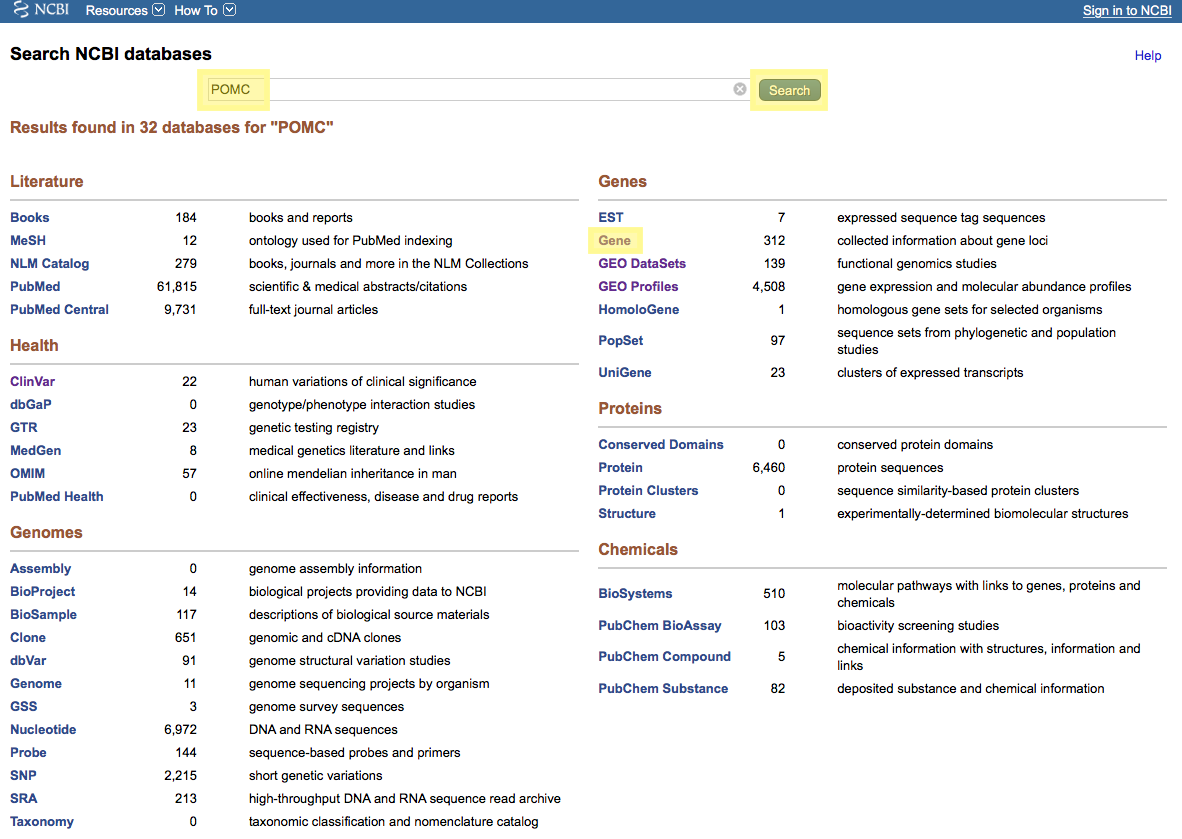 NCBI Resources How To Sign in to NCBI
Search NCBI databases
Help
POMC Search
Results found in 32 databases for "POMC"
Literature
Books 184 books and reports
MeSH 12 ontology used for PubMed indexing
NLM Catalog 279 books, journals and more in the NLM Collections
PubMed 61,815 scientific & medical abstracts/citations
PubMed Central 9,731 full-text journal articles
Health
ClinVar 22 human variations of clinical significance
dbGaP 0 genotype/phenotype interaction studies
GTR 23 genetic testing registry
MedGen 8 medical genetics literature and links
OMIM 57 online mendelian inheritance in man
PubMed Health 0 clinical effectiveness, disease and drug reports
Genomes
Assembly 0 genome assembly information
BioProject 14 biological projects providing data to NCBI
BioSample 117 descriptions of biological source materials
Clone 651 genomic and cDNA clones
dbVar 91 genome structural variation studies
Genome 11 genome sequencing projects by organism
GSS 3 genome survey sequences
Nucleotide 6,972 DNA and RNA sequences
Probe 144 sequence-based probes and primers
SNP 2,215 short genetic variations
SRA 213 high-throughput DNA and RNA sequence read archive
Taxonomy 0 taxonomic classification and nomenclature catalog
Genes
EST 7 expressed sequence tag sequences
Gene 312 collected information about gene loci
GEO DataSets 139 functional genomics studies
GEO Profiles 4,508 gene expression and molecular abundance profiles
HomoloGene 1 homologous gene sets for selected organisms
PopSet 97 sequence sets from phylogenetic and population
studies
UniGene 23 clusters of expressed transcripts
Proteins
Conserved Domains 0 conserved protein domains
Protein 6,460 protein sequences
Protein Clusters 0 sequence similarity-based protein clusters
Structure 1 experimentally-determined biomolecular structures
Chemicals
BioSystems 510 molecular pathways with links to genes, proteins and
chemicals
PubChem BioAssay 103 bioactivity screening studies
PubChem Compound 5 chemical information with structures, information and
links
PubChem Substance 82 deposited substance and chemical information